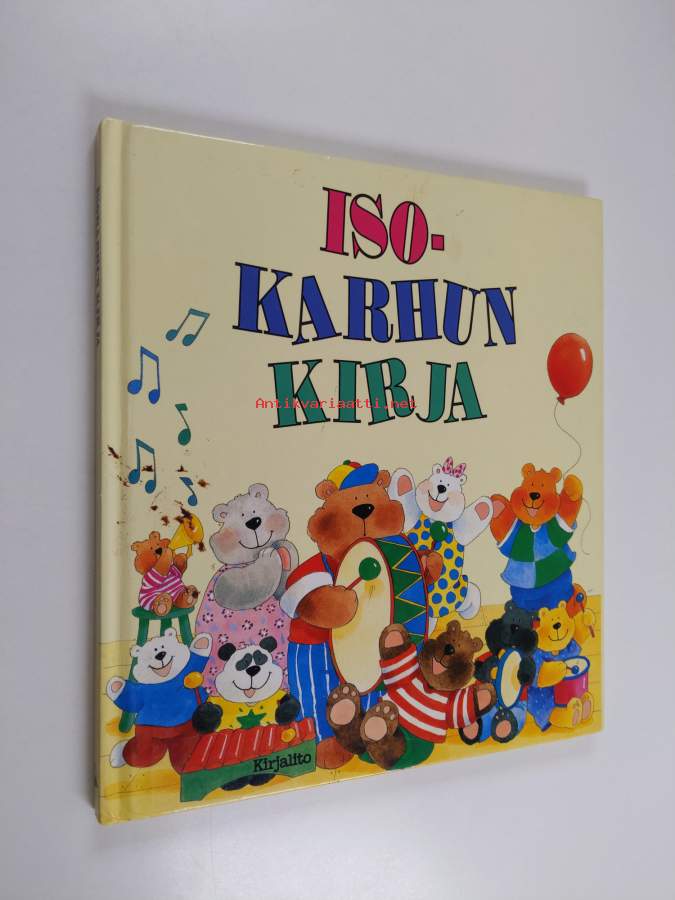 ISO-
KARHUN
KIRJA
Antikvariaatti.net
Kirjalito